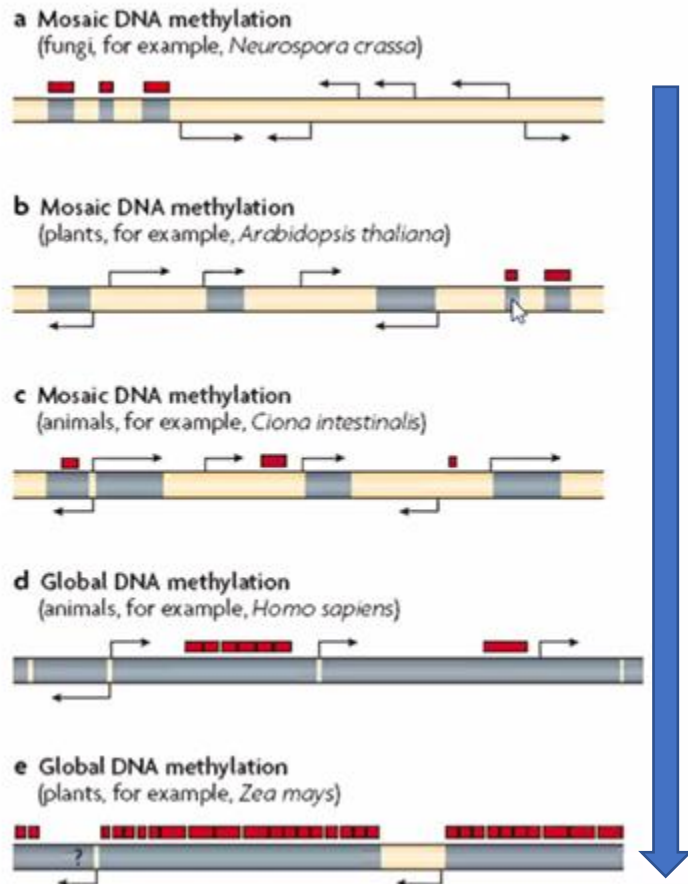 a Mosaic DNA methylation
(fungi, for example, Neurospora crassa)
b Mosaic DNA methylation
(plants, for example, Arabidopsis thaliana)
c Mosaic DNA methylation
(animals, for example, Ciona intestinalis)
d Global DNA methylation
(animals, for example, Homo sapiens)
e Global DNA methylation
(plants, for example, Zea mays)
?